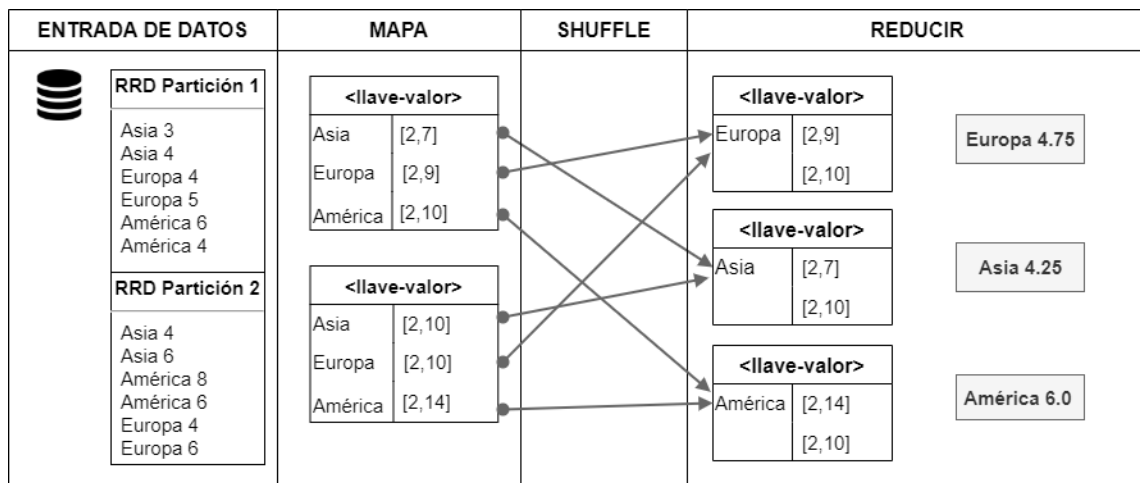 ENTRADA DE DATOS
MAPA
SHUFFLE
REDUCIR
RRD Partición 1
Asia 3
Asia 4
Europa 4
Europa 5
América 6
América 4
RRD Partición 2
Asia 4
Asia 6
América 8
América 6
Europa 4
Europa 6
<llave-valor>
Asia [2,7]
Europa [2,9]
América [2,10]
<llave-valor>
Asia [2,10]
Europa [2,10]
América [2,14]
<llave-valor>
Europa [2,9]
[2,10]
<llave-valor>
Asia [2,7]
[2,10]
<llave-valor>
América [2,14]
[2,10]
Europa 4.75
Asia 4.25
América 6.0